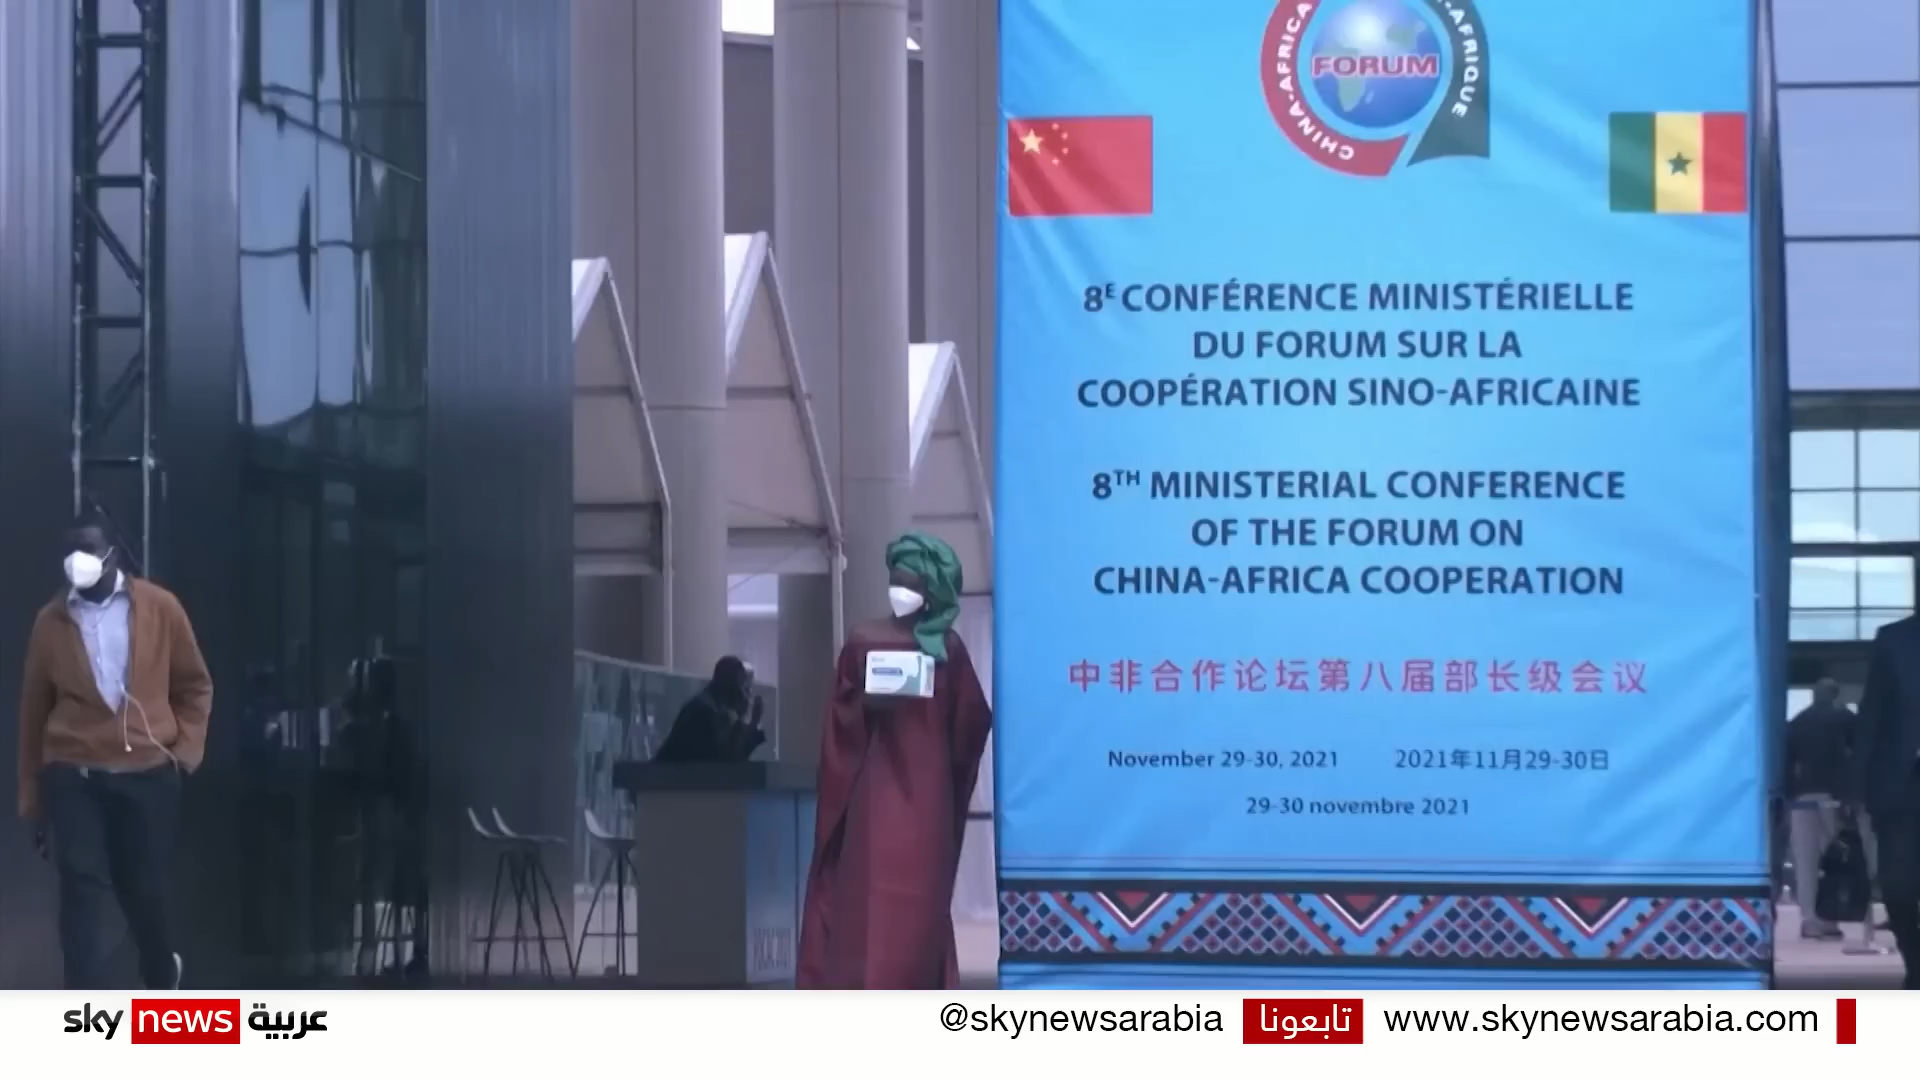 CHINA-AFRICA
-AFRIQUE
FORUM
8E CONFÉRENCE MINISTÉRIELLE
DU FORUM SUR LA
COOPÉRATION SINO-AFRICAINE
8TH MINISTERIAL CONFERENCE
OF THE FORUM ON
CHINA-AFRICA COOPERATION
中非合作论坛第八届部长级会议
November 29-30, 2021 2021年11月29-30日
29-30 novembre 2021
sky news عربية @skynewsarabia تابعونا www.skynewsarabia.com